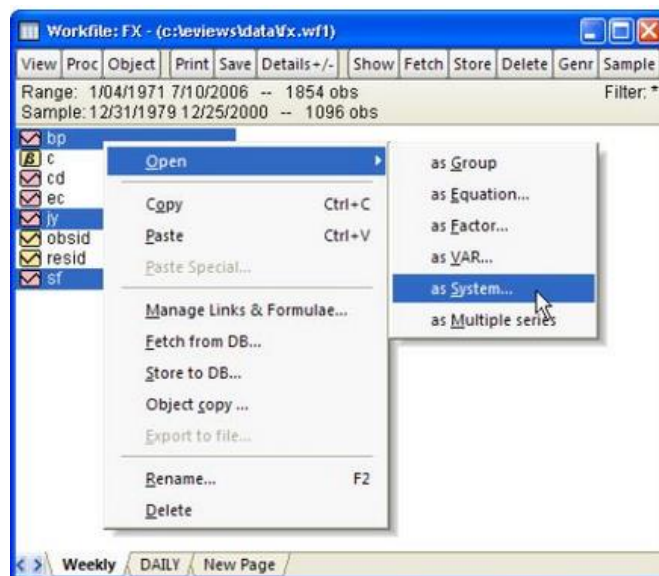 Workfile: FX - (c:\eviews\data\fx.wf1)
View Proc Object Print Save Details+/- Show Fetch Store Delete Genr Sample
Range: 1/04/1971 7/10/2006 -- 1854 obs Filter: *
Sample: 12/31/1979 12/25/2000 -- 1096 obs
bp
β c
cd
ec
jy
obsid
resid
sf
Open
Copy Ctrl+C
Paste Ctrl+V
Paste Special...
Manage Links & Formulae...
Fetch from DB...
Store to DB...
Object copy ...
Export to file...
Rename... F2
Delete
as Group
as Equation...
as Factor...
as VAR...
as System...
as Multiple series
Weekly DAILY New Page